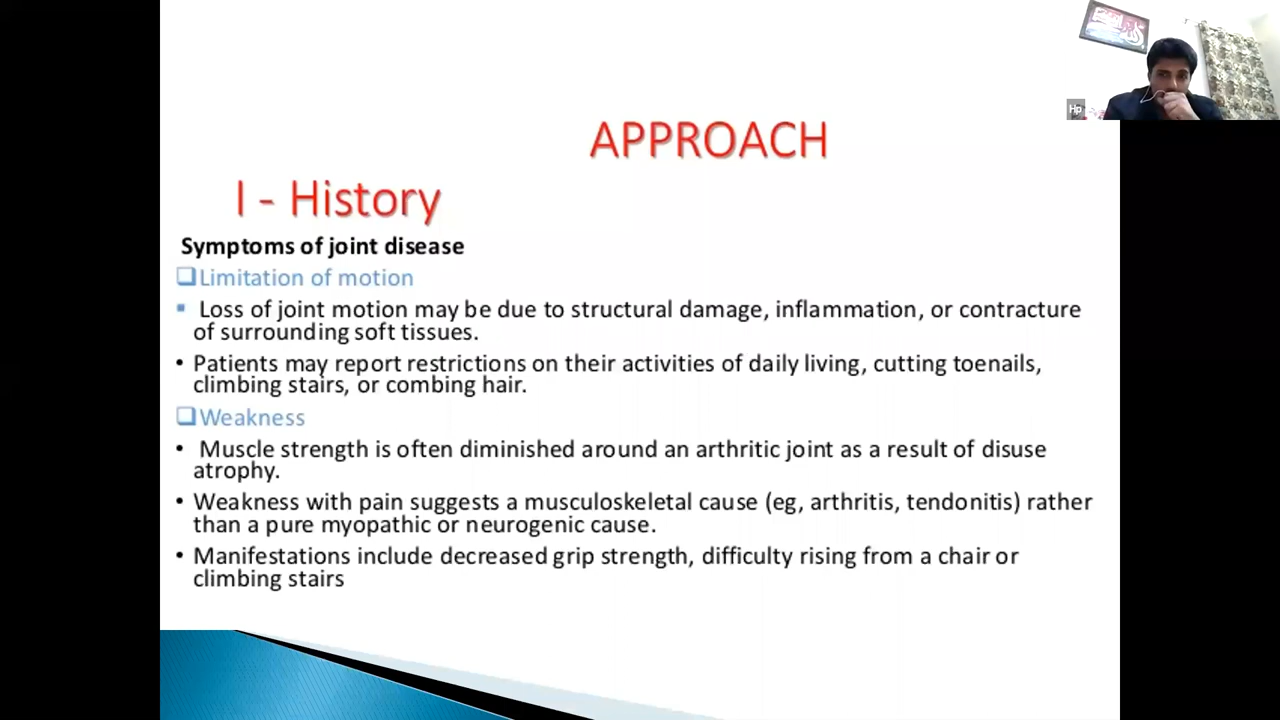 Hp
APPROACH
I - History
Symptoms of joint disease
❑Limitation of motion
▪ Loss of joint motion may be due to structural damage, inflammation, or contracture
of surrounding soft tissues.
• Patients may report restrictions on their activities of daily living, cutting toenails,
climbing stairs, or combing hair.
❑Weakness
• Muscle strength is often diminished around an arthritic joint as a result of disuse
atrophy.
• Weakness with pain suggests a musculoskeletal cause (eg, arthritis, tendonitis) rather
than a pure myopathic or neurogenic cause.
• Manifestations include decreased grip strength, difficulty rising from a chair or
climbing stairs